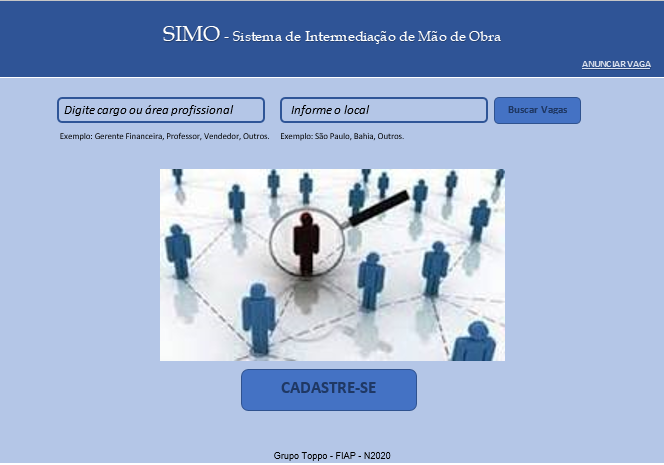 SIMO - Sistema de Intermediação de Mão de Obra
ANUNCIAR VAGA
Digite cargo ou área profissional
Informe o local
Buscar Vagas
Exemplo: Gerente Financeira, Professor, Vendedor, Outros.
Exemplo: São Paulo, Bahia, Outros.
CADASTRE-SE
Grupo Toppo - FIAP - N2020